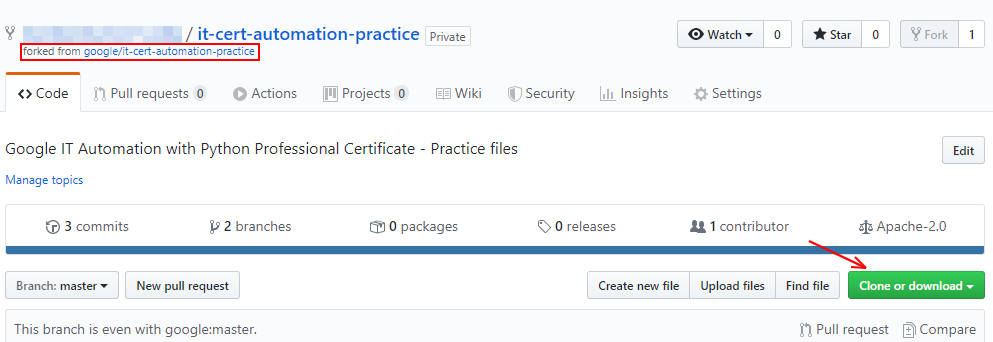 / it-cert-automation-practice Private Watch 0 Star 0 Fork 1
forked from google/it-cert-automation-practice
Code Pull requests 0 Actions Projects 0 Wiki Security Insights Settings
Google IT Automation with Python Professional Certificate - Practice files Edit
Manage topics
3 commits 2 branches 0 packages 0 releases 1 contributor Apache-2.0
Branch: master New pull request Create new file Upload files Find file Clone or download
This branch is even with google:master. Pull request Compare